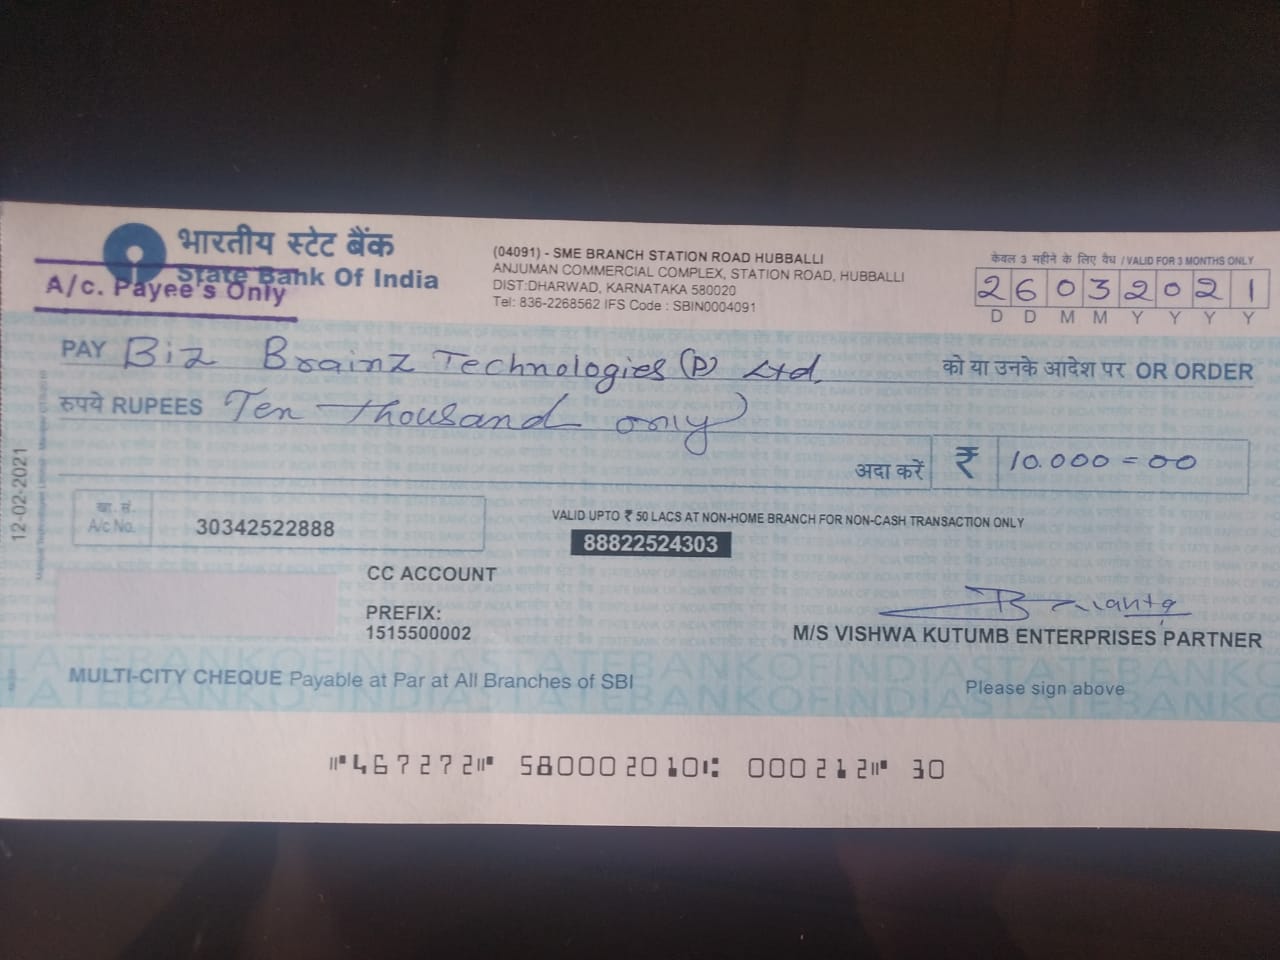 भारतीय स्टेट बैंक
State Bank Of India
A/c. Payee's Only
(04091) - SME BRANCH STATION ROAD HUBBALLI
ANJUMAN COMMERCIAL COMPLEX, STATION ROAD, HUBBALLI
DIST:DHARWAD, KARNATAKA 580020
Tel: 836-2268562 IFS Code : SBIN0004091
केवल 3 महीने के लिए वैध / VALID FOR 3 MONTHS ONLY
2 6 0 3 2 0 2 1
D D M M Y Y Y Y
PAY Biz Brainz Technologies (P) Ltd. को या उनके आदेश पर OR ORDER
रुपये RUPEES Ten thousand only
अदा करें ₹ 10.000=00
12-02-2021
खा. सं.
A/c No. 30342522888
VALID UPTO ₹ 50 LACS AT NON-HOME BRANCH FOR NON-CASH TRANSACTION ONLY
88822524303
CC ACCOUNT
PREFIX:
1515500002
M/S VISHWA KUTUMB ENTERPRISES PARTNER
MULTI-CITY CHEQUE Payable at Par at All Branches of SBI
Please sign above
⑈467272⑈ 580002010⑆ 000212⑈ 30